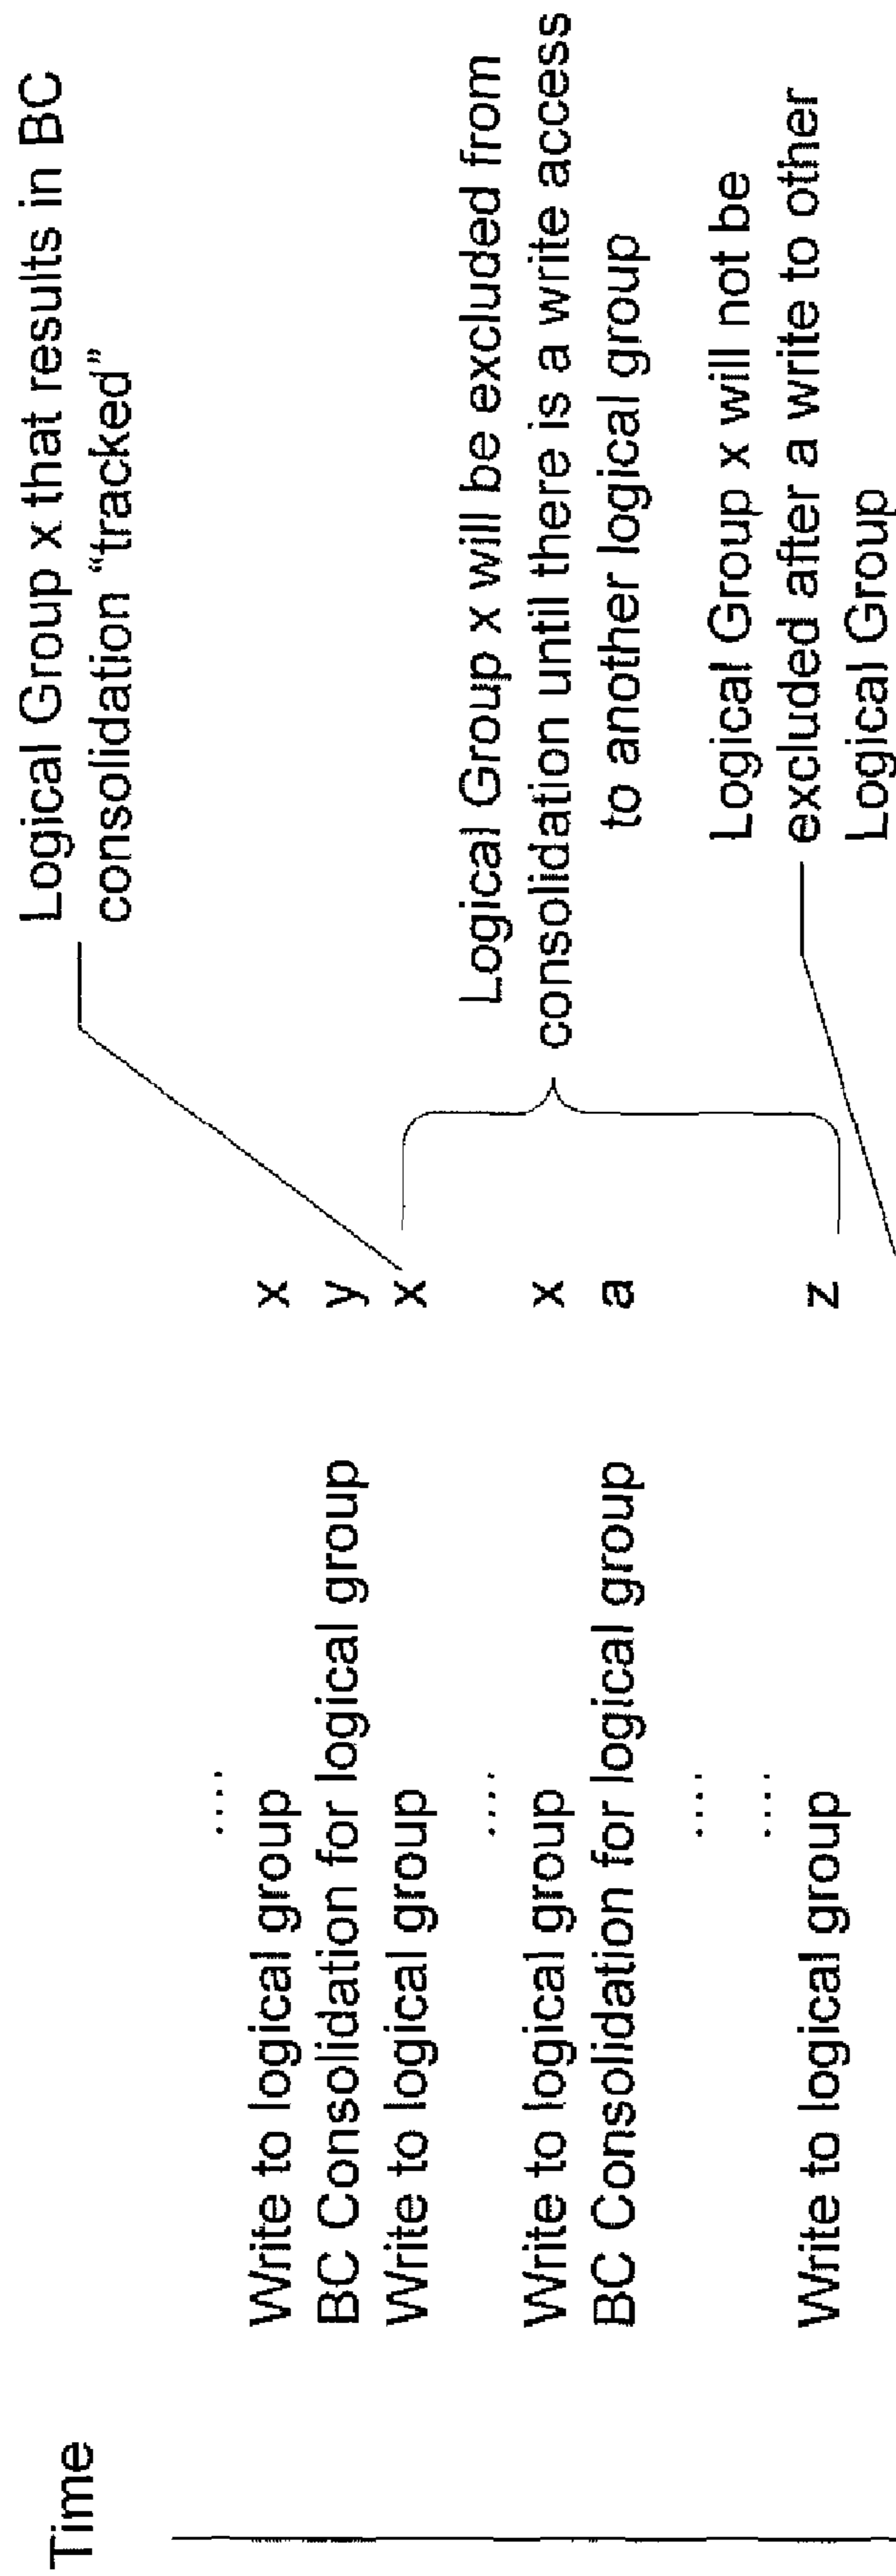 Time
Logical Group x that results in BC
consolidation “tracked”
....
Write to logical group x
BC Consolidation for logical group y
Write to logical group x
....
Write to logical group x
BC Consolidation for logical group a
....
....
Write to logical group z
Logical Group x will be excluded from
consolidation until there is a write access
to another logical group
Logical Group x will not be
excluded after a write to other
Logical Group